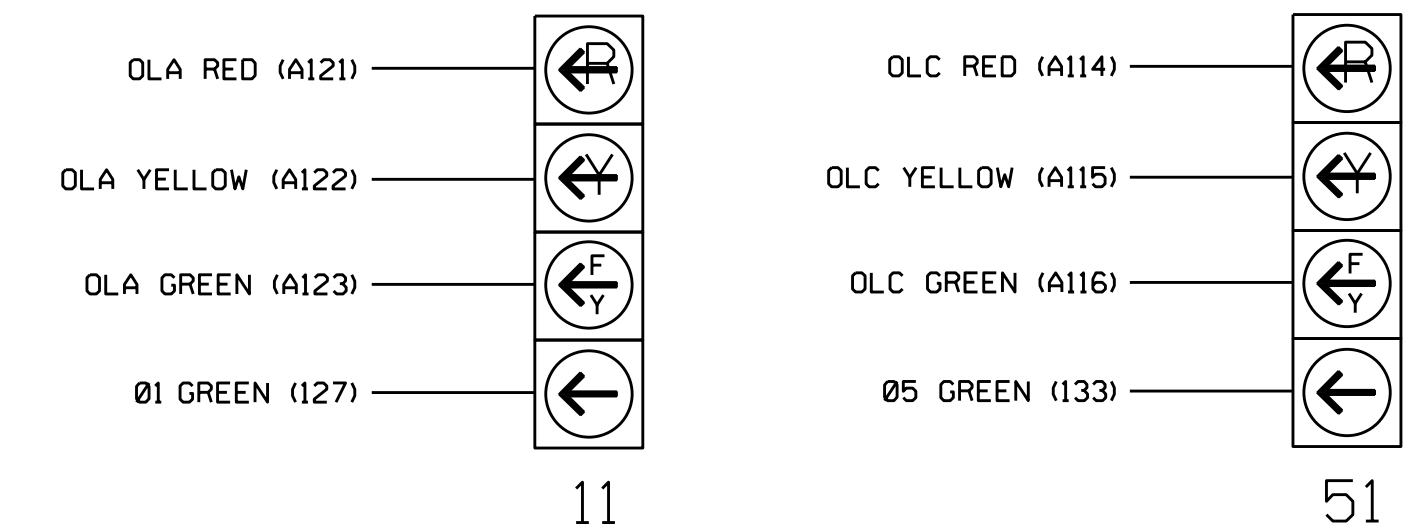 OLA RED (A121)
R
OLA YELLOW (A122)
Y
OLA GREEN (A123)
F
Y
Ø1 GREEN (127)
11
OLC RED (A114)
R
OLC YELLOW (A115)
Y
OLC GREEN (A116)
F
Y
Ø5 GREEN (133)
51